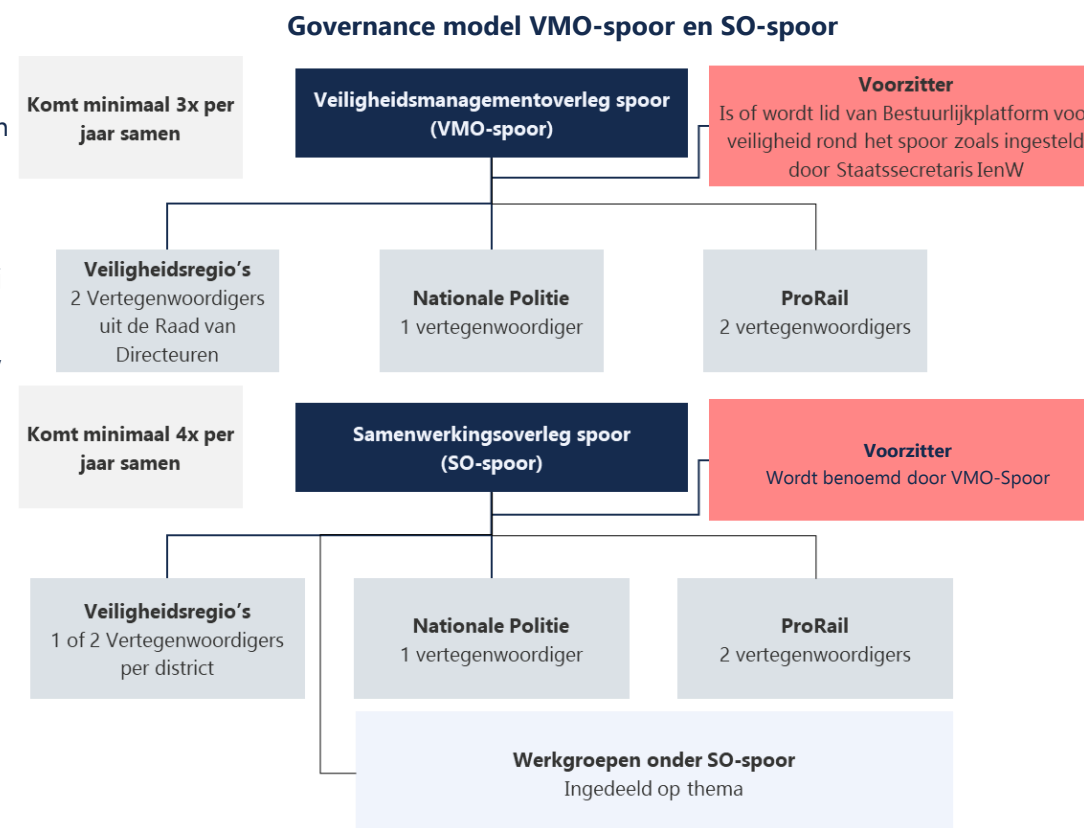 Governance model VMO-spoor en SO-spoor
Komt minimaal 3x per
jaar samen
Veiligheidsmanagementoverleg spoor
(VMO-spoor)
Voorzitter
Is of wordt lid van Bestuurlijkplatform voo
veiligheid rond het spoor zoals ingesteld
door Staatssecretaris IenW
Veiligheidsregio's
2 Vertegenwoordigers
uit de Raad van
Directeuren
Nationale Politie
1 vertegenwoordiger
ProRail
2 vertegenwoordigers
Komt minimaal 4x per
jaar samen
Samenwerkingsoverleg spoor
(SO-spoor)
Voorzitter
Wordt benoemd door VMO-Spoor
Veiligheidsregio's
1 of 2 Vertegenwoordigers
per district
Nationale Politie
1 vertegenwoordiger
ProRail
2 vertegenwoordigers
Werkgroepen onder SO-spoor
Ingedeeld op thema